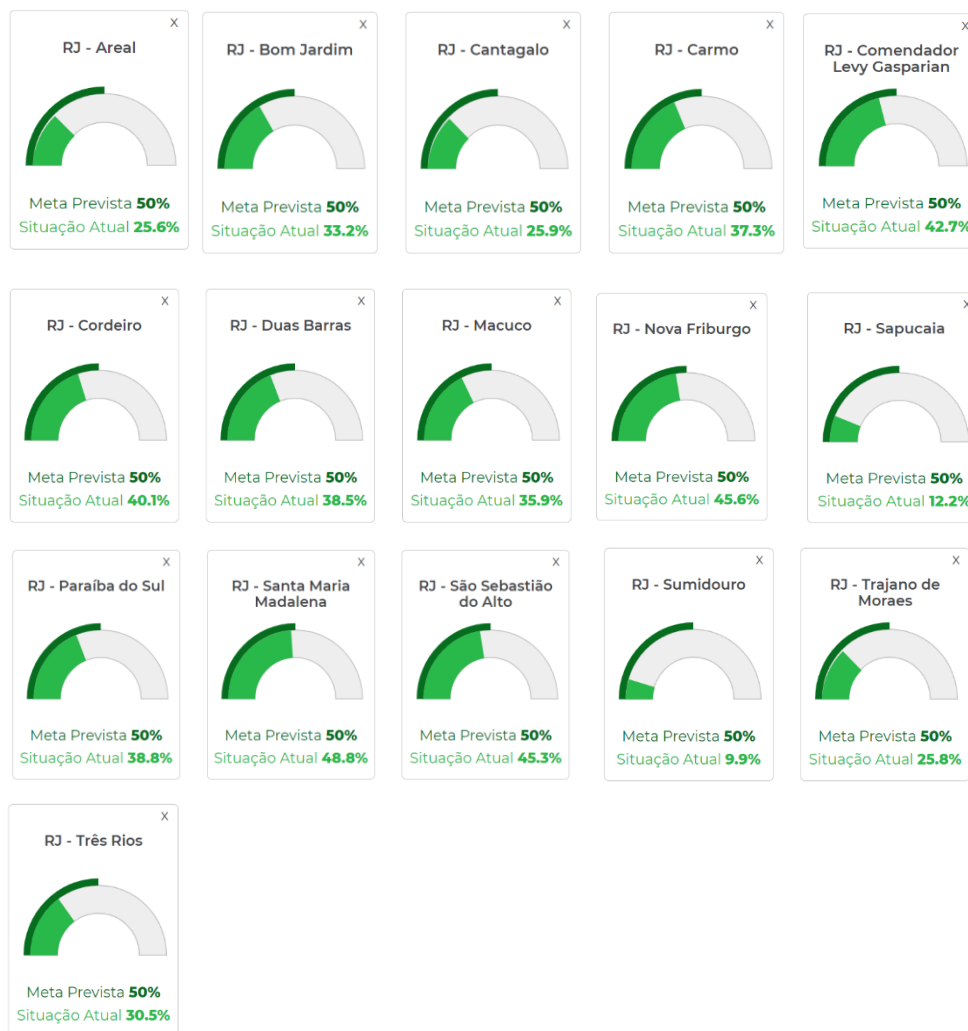 X
RJ - Areal
Meta Prevista 50%
Situação Atual 25.6%
X
RJ - Bom Jardim
Meta Prevista 50%
Situação Atual 33.2%
X
RJ - Cantagalo
Meta Prevista 50%
Situação Atual 25.9%
X
RJ - Carmo
Meta Prevista 50%
Situação Atual 37.3%
X
RJ - Comendador
Levy Gasparian
Meta Prevista 50%
Situação Atual 42.7%
X
RJ - Cordeiro
Meta Prevista 50%
Situação Atual 40.1%
X
RJ - Duas Barras
Meta Prevista 50%
Situação Atual 38.5%
X
RJ - Macuco
Meta Prevista 50%
Situação Atual 35.9%
X
RJ - Nova Friburgo
Meta Prevista 50%
Situação Atual 45.6%
X
RJ - Sapucaia
Meta Prevista 50%
Situação Atual 12.2%
X
RJ - Paraíba do Sul
Meta Prevista 50%
Situação Atual 38.8%
X
RJ - Santa Maria
Madalena
Meta Prevista 50%
Situação Atual 48.8%
X
RJ - São Sebastião
do Alto
Meta Prevista 50%
Situação Atual 45.3%
X
RJ - Sumidouro
Meta Prevista 50%
Situação Atual 9.9%
X
RJ - Trajano de
Moraes
Meta Prevista 50%
Situação Atual 25.8%
X
RJ - Três Rios
Meta Prevista 50%
Situação Atual 30.5%